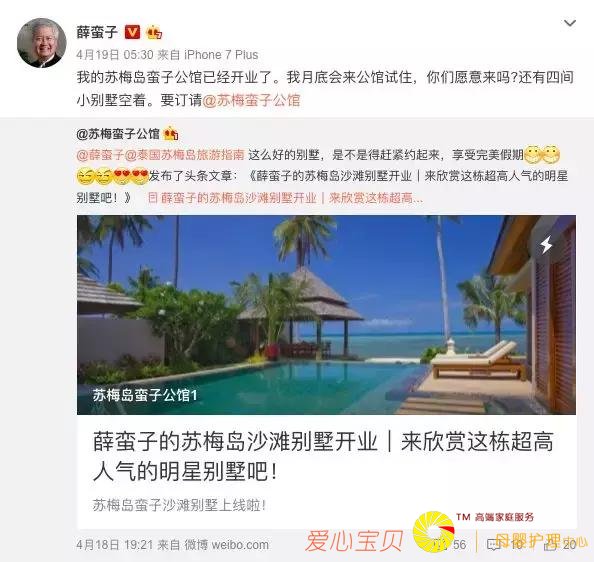 薛蛮子
4月19日 05:30 来自 iPhone 7 Plus
我的苏梅岛蛮子公馆已经开业了。我月底会来公馆试住，你们愿意来吗?还有四间
小别墅空着。要订请@苏梅蛮子公馆
@苏梅蛮子公馆
@薛蛮子@泰国苏梅岛旅游指南 这么好的别墅，是不是得赶紧约起来，享受完美假期
发布了头条文章：《薛蛮子的苏梅岛沙滩别墅开业｜来欣赏这栋超高人气的明星
别墅吧！》 薛蛮子的苏梅岛沙滩别墅开业｜来欣赏这栋超高...
苏梅岛蛮子公馆1
薛蛮子的苏梅岛沙滩别墅开业｜来欣赏这栋超高
人气的明星别墅吧！
苏梅岛蛮子沙滩别墅上线啦！
TM 高端家庭服务
爱心宝贝 母婴护理中心
4月18日 19:21 来自 微博 weibo.com 56 10 20